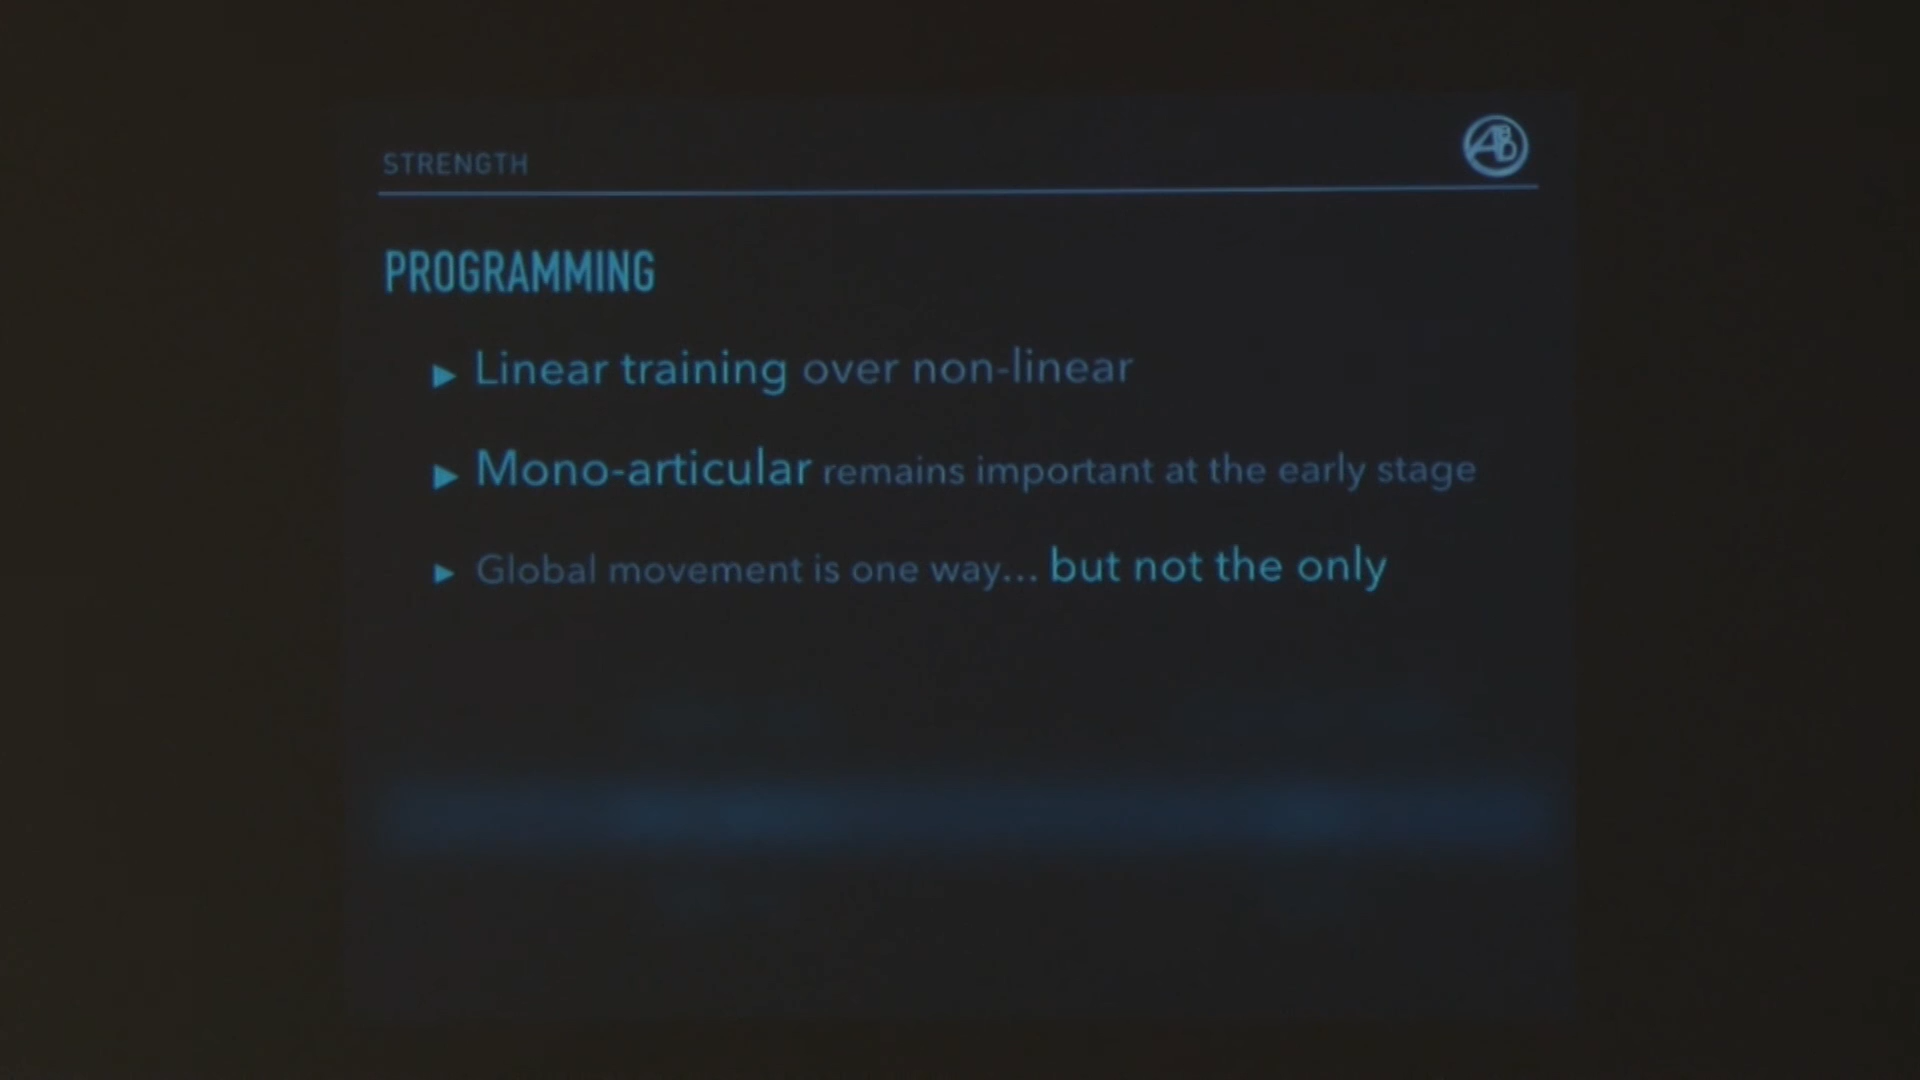 STRENGTH
ABD
PROGRAMMING
▶ Linear training over non-linear
▶ Mono-articular remains important at the early stage
▶ Global movement is one way... but not the only